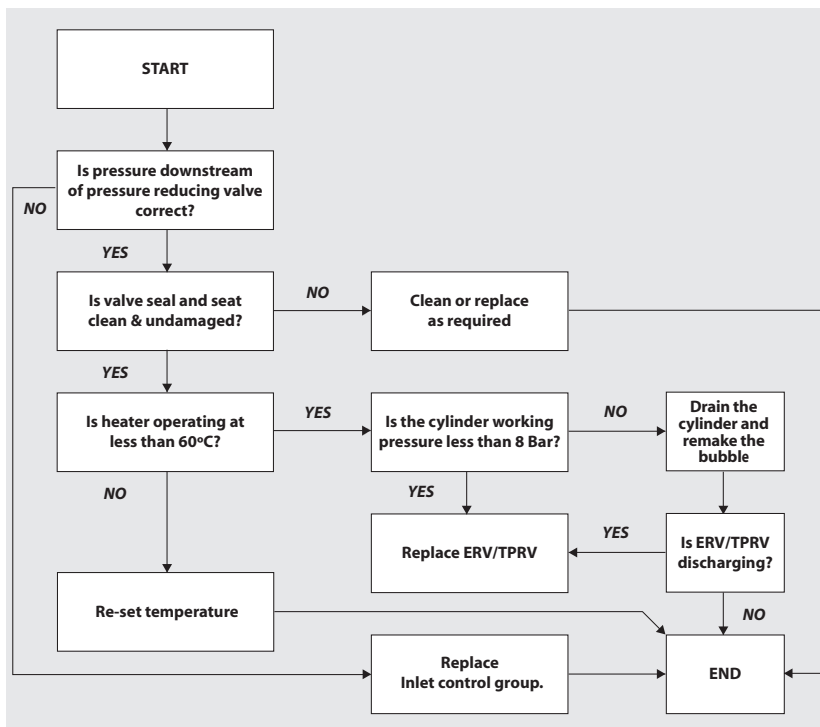 START
Is pressure downstream
of pressure reducing valve
correct?
NO
YES
Is valve seal and seat
clean & undamaged?
NO
Clean or replace
as required
YES
Is heater operating at
less than 60ºC?
YES
Is the cylinder working
pressure less than 8 Bar?
NO
Drain the
cylinder and
remake the
bubble
NO
YES
Replace ERV/TPRV
YES
Is ERV/TPRV
discharging?
Re-set temperature
NO
Replace
Inlet control group.
END